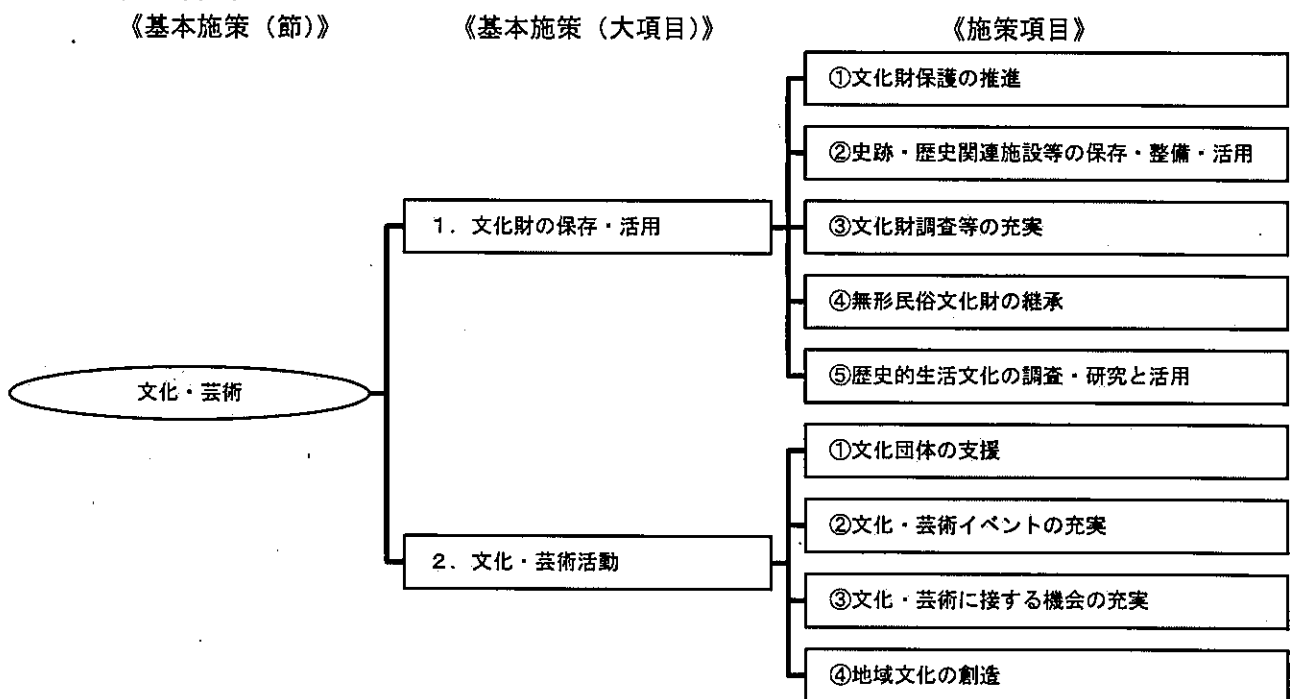 《基本施策（節）》
《基本施策（大項目）》
《施策項目》
文化・芸術
１．文化財の保存・活用
①文化財保護の推進
②史跡・歴史関連施設等の保存・整備・活用
③文化財調査等の充実
④無形民俗文化財の継承
⑤歴史的生活文化の調査・研究と活用
２．文化・芸術活動
①文化団体の支援
②文化・芸術イベントの充実
③文化・芸術に接する機会の充実
④地域文化の創造